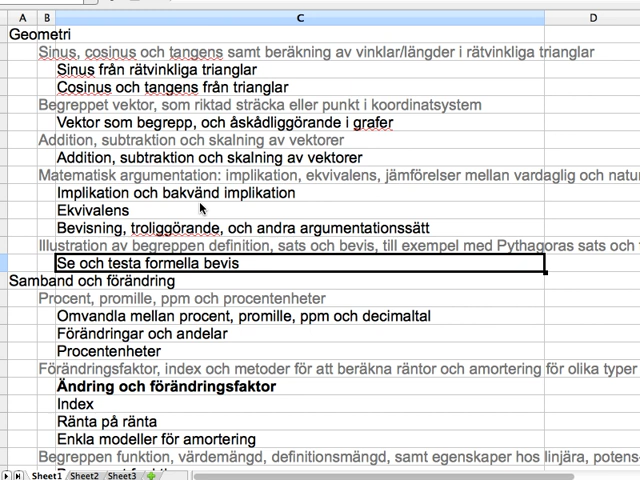 A B C D
Geometri
Sinus, cosinus och tangens samt beräkning av vinklar/längder i rätvinkliga trianglar
Sinus från rätvinkliga trianglar
Cosinus och tangens från trianglar
Begreppet vektor, som riktad sträcka eller punkt i koordinatsystem
Vektor som begrepp, och åskådliggörande i grafer
Addition, subtraktion och skalning av vektorer
Addition, subtraktion och skalning av vektorer
Matematisk argumentation: implikation, ekvivalens, jämförelser mellan vardaglig och
Implikation och bakvänd implikation
Ekvivalens
Bevisning, troliggörande, och andra argumentationssätt
Illustration av begreppen definition, sats och bevis, till exempel med Pythagoras sats och
Se och testa formella bevis
Samband och förändring
Procent, promille, ppm och procentenheter
Omvandla mellan procent, promille, ppm och decimaltal
Förändringar och andelar
Procentenheter
Förändringsfaktor, index och metoder för att beräkna räntor och amortering för olika typer
Ändring och förändringsfaktor
Index
Ränta på ränta
Enkla modeller för amortering
Begreppen funktion, värdemängd, definitionsmängd, samt egenskaper hos linjära, potens-
Sheet1 Sheet2 Sheet3